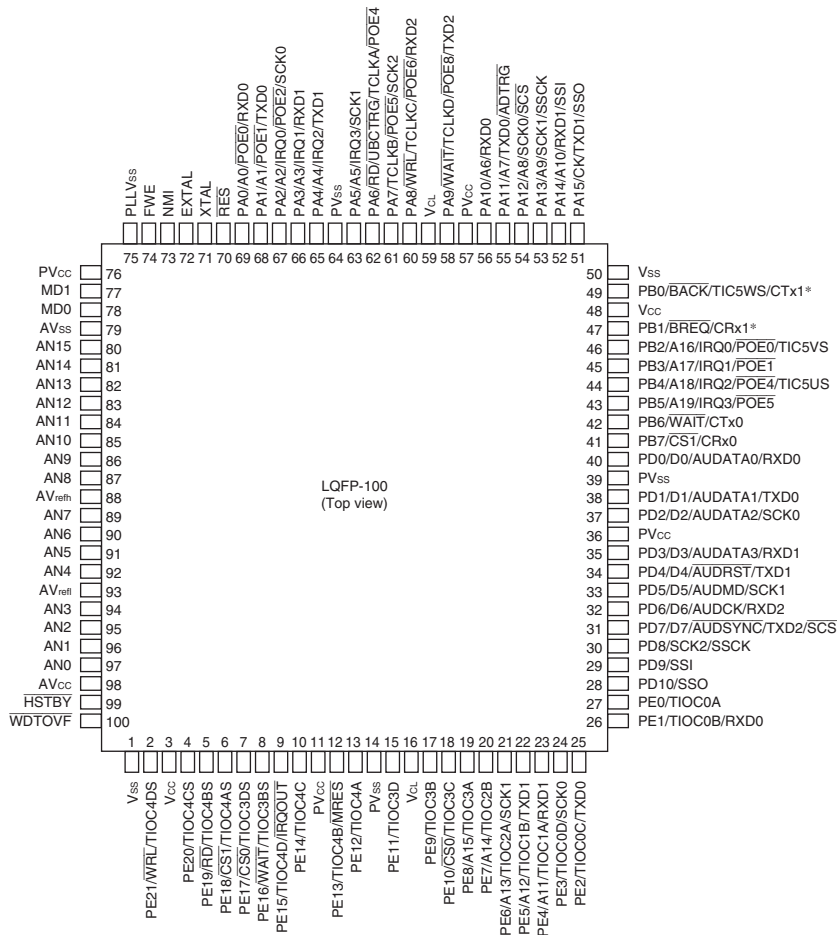 PLLVss
FWE
NMI
EXTAL
XTAL
RES
PA0/A0/POE0/RXD0
PA1/A1/POE1/TXD0
PA2/A2/IRQ0/POE2/SCK0
PA3/A3/IRQ1/RXD1
PA4/A4/IRQ2/TXD1
PVss
PA5/A5/IRQ3/SCK1
PA6/RD/UBCTRG/TCLKA/POE4
PA7/TCLKB/POE5/SCK2
PA8/WRL/TCLKC/POE6/RXD2
VCL
PA9/WAIT/TCLKD/POE8/TXD2
PVcc
PA10/A6/RXD0
PA11/A7/TXD0/ADTRG
PA12/A8/SCK0/SCS
PA13/A9/SCK1/SSCK
PA14/A10/RXD1/SSI
PA15/CK/TXD1/SSO
75 74 73 72 71 70 69 68 67 66 65 64 63 62 61 60 59 58 57 56 55 54 53 52 51
PVcc 76
MD1 77
MD0 78
AVss 79
AN15 80
AN14 81
AN13 82
AN12 83
AN11 84
AN10 85
AN9 86
AN8 87
AVrefh 88
AN7 89
AN6 90
AN5 91
AN4 92
AVrefl 93
AN3 94
AN2 95
AN1 96
AN0 97
AVcc 98
HSTBY 99
WDTOVF 100
LQFP-100
(Top view)
50 Vss
49 PB0/BACK/TIC5WS/CTx1*
48 Vcc
47 PB1/BREQ/CRx1*
46 PB2/A16/IRQ0/POE0/TIC5VS
45 PB3/A17/IRQ1/POE1
44 PB4/A18/IRQ2/POE4/TIC5US
43 PB5/A19/IRQ3/POE5
42 PB6/WAIT/CTx0
41 PB7/CS1/CRx0
40 PD0/D0/AUDATA0/RXD0
39 PVss
38 PD1/D1/AUDATA1/TXD0
37 PD2/D2/AUDATA2/SCK0
36 PVcc
35 PD3/D3/AUDATA3/RXD1
34 PD4/D4/AUDRST/TXD1
33 PD5/D5/AUDMD/SCK1
32 PD6/D6/AUDCK/RXD2
31 PD7/D7/AUDSYNC/TXD2/SCS
30 PD8/SCK2/SSCK
29 PD9/SSI
28 PD10/SSO
27 PE0/TIOC0A
26 PE1/TIOC0B/RXD0
1 2 3 4 5 6 7 8 9 10 11 12 13 14 15 16 17 18 19 20 21 22 23 24 25
Vss
PE21/WRL/TIOC4DS
Vcc
PE20/TIOC4CS
PE19/RD/TIOC4BS
PE18/CS1/TIOC4AS
PE17/CS0/TIOC3DS
PE16/WAIT/TIOC3BS
PE15/TIOC4D/IRQOUT
PE14/TIOC4C
PVcc
PE13/TIOC4B/MRES
PE12/TIOC4A
PVss
PE11/TIOC3D
VCL
PE9/TIOC3B
PE10/CS0/TIOC3C
PE8/A15/TIOC3A
PE7/A14/TIOC2B
PE6/A13/TIOC2A/SCK1
PE5/A12/TIOC1B/TXD1
PE4/A11/TIOC1A/RXD1
PE3/TIOC0D/SCK0
PE2/TIOC0C/TXD0